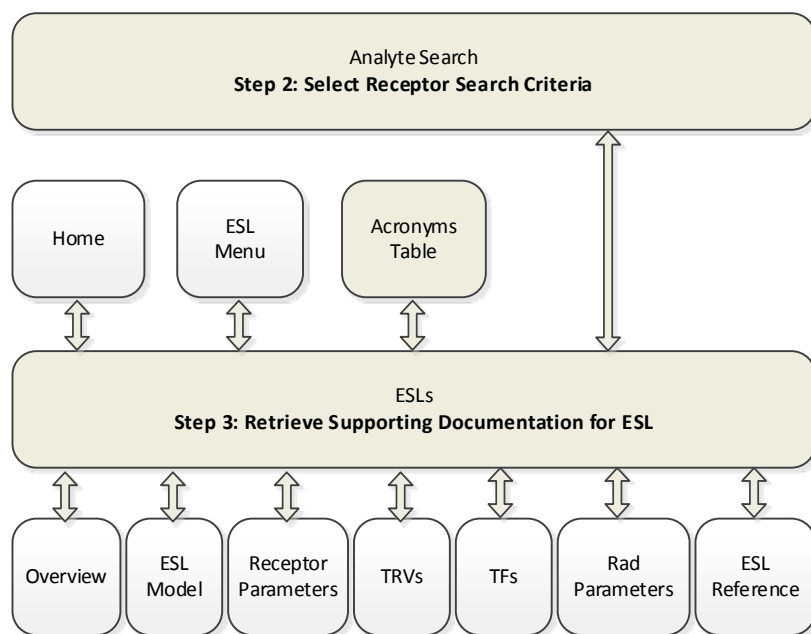 Analyte Search
Step 2: Select Receptor Search Criteria
Home
ESL
Menu
Acronyms
Table
ESLs
Step 3: Retrieve Supporting Documentation for ESL
Overview
ESL
Model
Receptor
Parameters
TRVs
TFs
Rad
Parameters
ESL
Reference